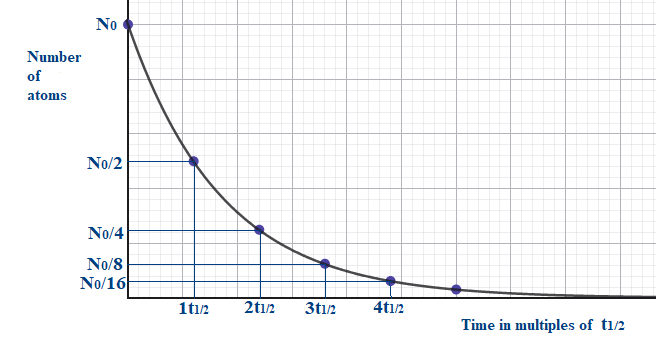 N0
Number
of
atoms
N0/2
N0/4
N0/8
N0/16
1t1/2 2t1/2 3t1/2 4t1/2
Time in multiples of t1/2